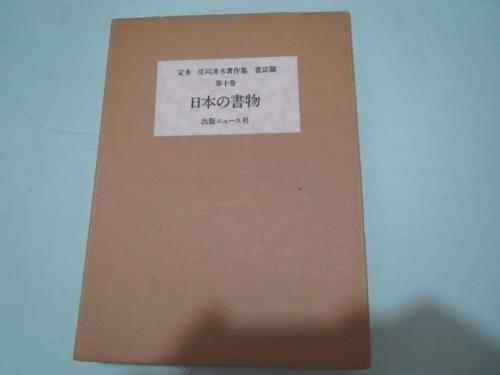 定本 庄司浅水著作集 書誌篇
第十巻
日本の書物
出版ニュース社